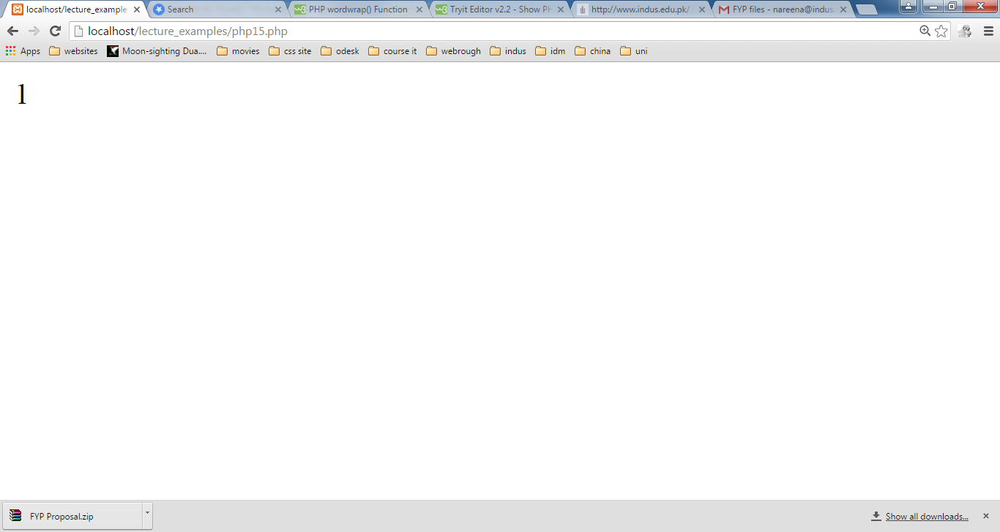 localhost/lecture_example
Search
PHP wordwrap() Function
Tryit Editor v2.2 - Show PH
http://www.indus.edu.pk/
FYP files - nareena@indus.
localhost/lecture_examples/php15.php
Apps websites Moon-sighting Dua.... movies css site odesk course it webrough indus idm china uni
1
FYP Proposal.zip
Show all downloads...